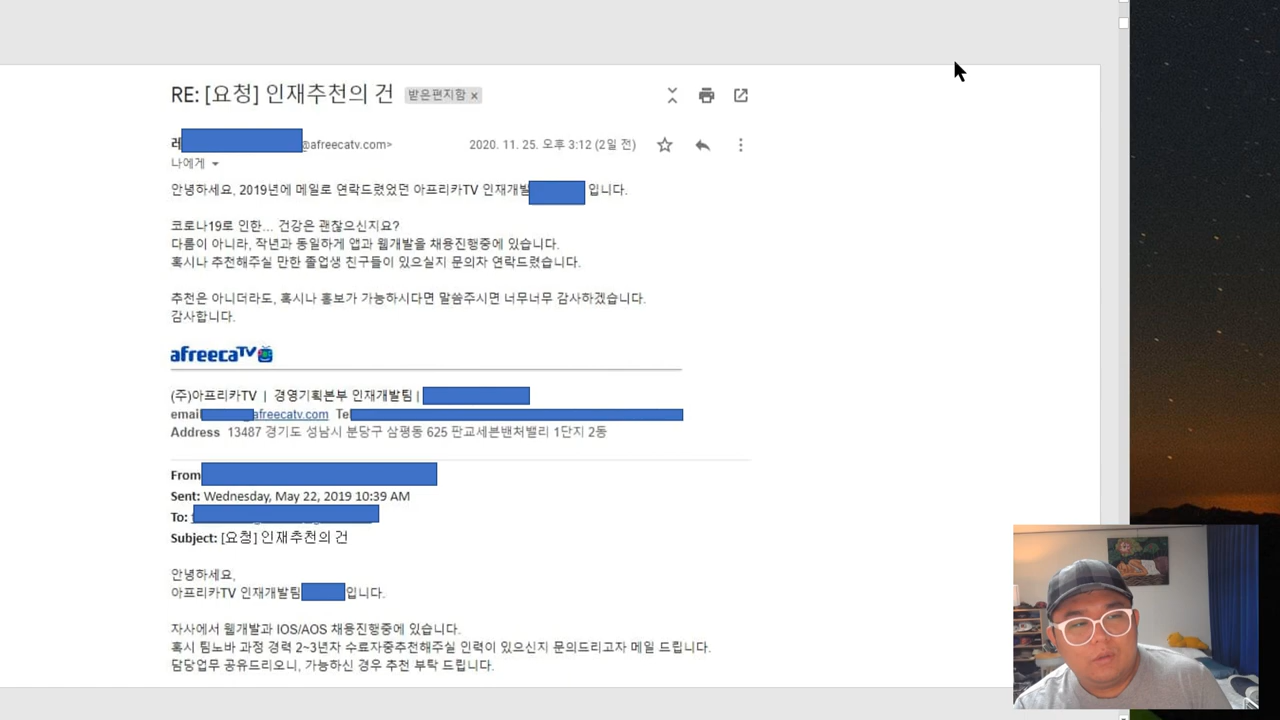 RE: [요청] 인재추천의 건 받은편지함 ×
레 @afreecatv.com> 2020. 11. 25. 오후 3:12 (2일 전)
나에게
안녕하세요, 2019년에 메일로 연락드렸었던 아프리카TV 인재개발 입니다.
코로나19로 인한... 건강은 괜찮으신지요?
다름이 아니라, 작년과 동일하게 앱과 웹개발을 채용진행중에 있습니다.
혹시나 추천해주실 만한 졸업생 친구들이 있으실지 문의차 연락드렸습니다.
추천은 아니더라도, 혹시나 홍보가 가능하시다면 말씀주시면 너무너무 감사하겠습니다.
감사합니다.
afreecaTV
(주)아프리카TV | 경영기획본부 인재개발팀 |
email afreecatv.com Te
Address 13487 경기도 성남시 분당구 삼평동 625 판교세븐밴처밸리 1단지 2동
From
Sent: Wednesday, May 22, 2019 10:39 AM
To:
Subject: [요청] 인재추천의 건
안녕하세요,
아프리카TV 인재개발팀 입니다.
자사에서 웹개발과 IOS/AOS 채용진행중에 있습니다.
혹시 팀노바 과정 경력 2~3년차 수료자중추천해주실 인력이 있으신지 문의드리고자 메일 드립니다.
담당업무 공유드리오니, 가능하신 경우 추천 부탁 드립니다.